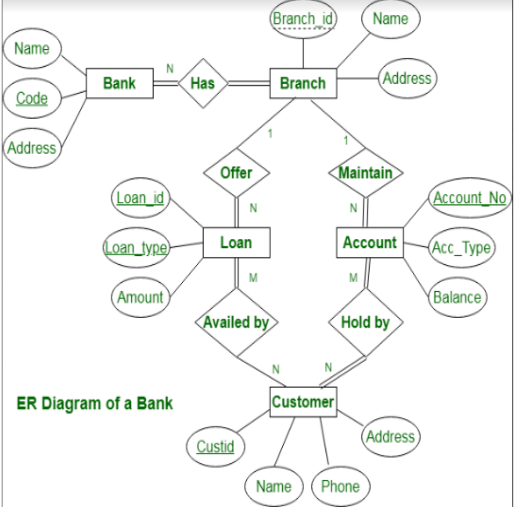 Branch_id
Name
Name
N
Bank
Has
Branch
Address
Code
Address
1
1
Offer
Maintain
Loan_id
N
N
Account_No
Loan_type
Loan
Account
Acc_Type
Amount
M
M
Balance
Availed by
Hold by
N
N
ER Diagram of a Bank
Customer
Custid
Address
Name
Phone